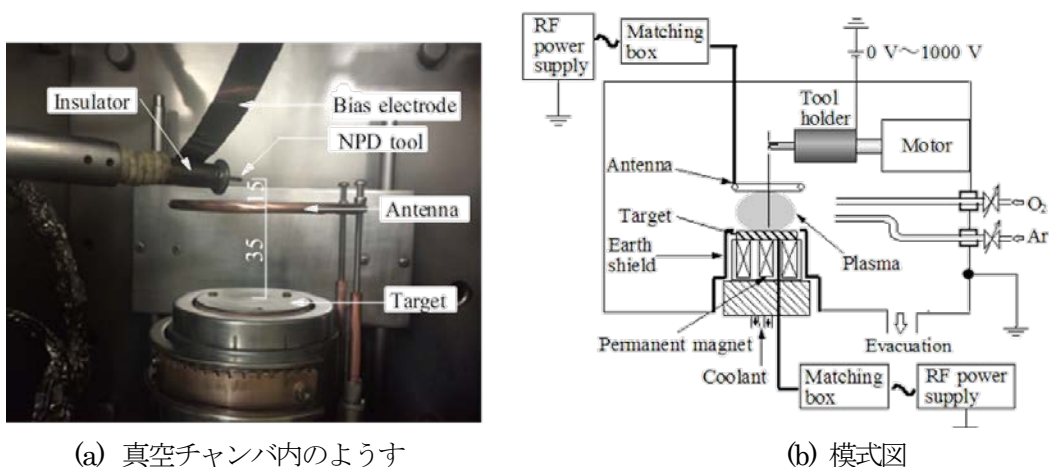 Insulator
Bias electrode
NPD tool
15
Antenna
35
Target
(a) 真空チャンバ内のようす
RF
power
supply
Matching
box
0 V～1000 V
Tool
holder
Motor
Antenna
Target
Earth
shield
Plasma
O₂
Ar
Permanent magnet
Coolant
Evacuation
Matching
box
RF power
supply
(b) 模式図